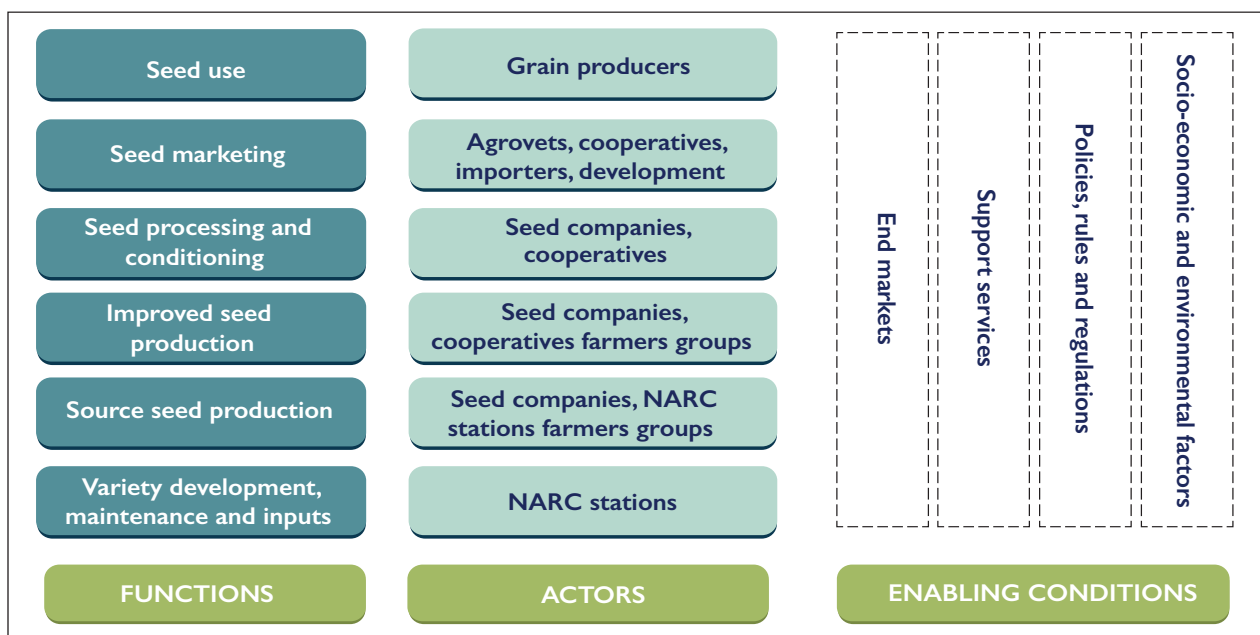 Seed use
Grain producers
Seed marketing
Agrovets, cooperatives,
importers, development
Seed processing and
conditioning
Seed companies,
cooperatives
Improved seed
production
Seed companies,
cooperatives farmers groups
Source seed production
Seed companies, NARC
stations farmers groups
Variety development,
maintenance and inputs
NARC stations
End markets
Support services
Policies, rules and regulations
Socio-economic and environmental factors
FUNCTIONS
ACTORS
ENABLING CONDITIONS